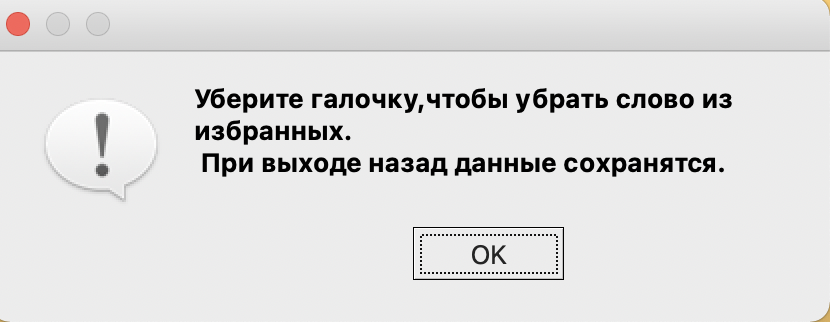 Уберите галочку,чтобы убрать слово из
избранных.
При выходе назад данные сохранятся.
OK